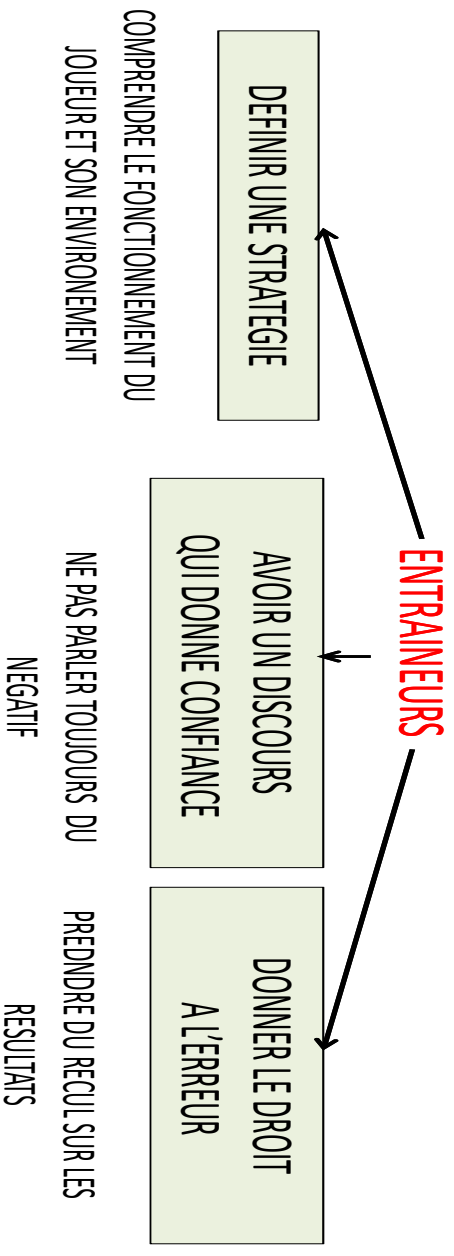 ENTRAINEURS
DEFINIR UNE STRATEGIE
COMPRENDRE LE FONCTIONNEMENT DU
JOUEUR ET SON ENVIRONEMENT
AVOIR UN DISCOURS
QUI DONNE CONFIANCE
NE PAS PARLER TOUJOURS DU
NEGATIF
DONNER LE DROIT
A L'ERREUR
PREDNDRE DU RECUL SUR LES
RESULTATS